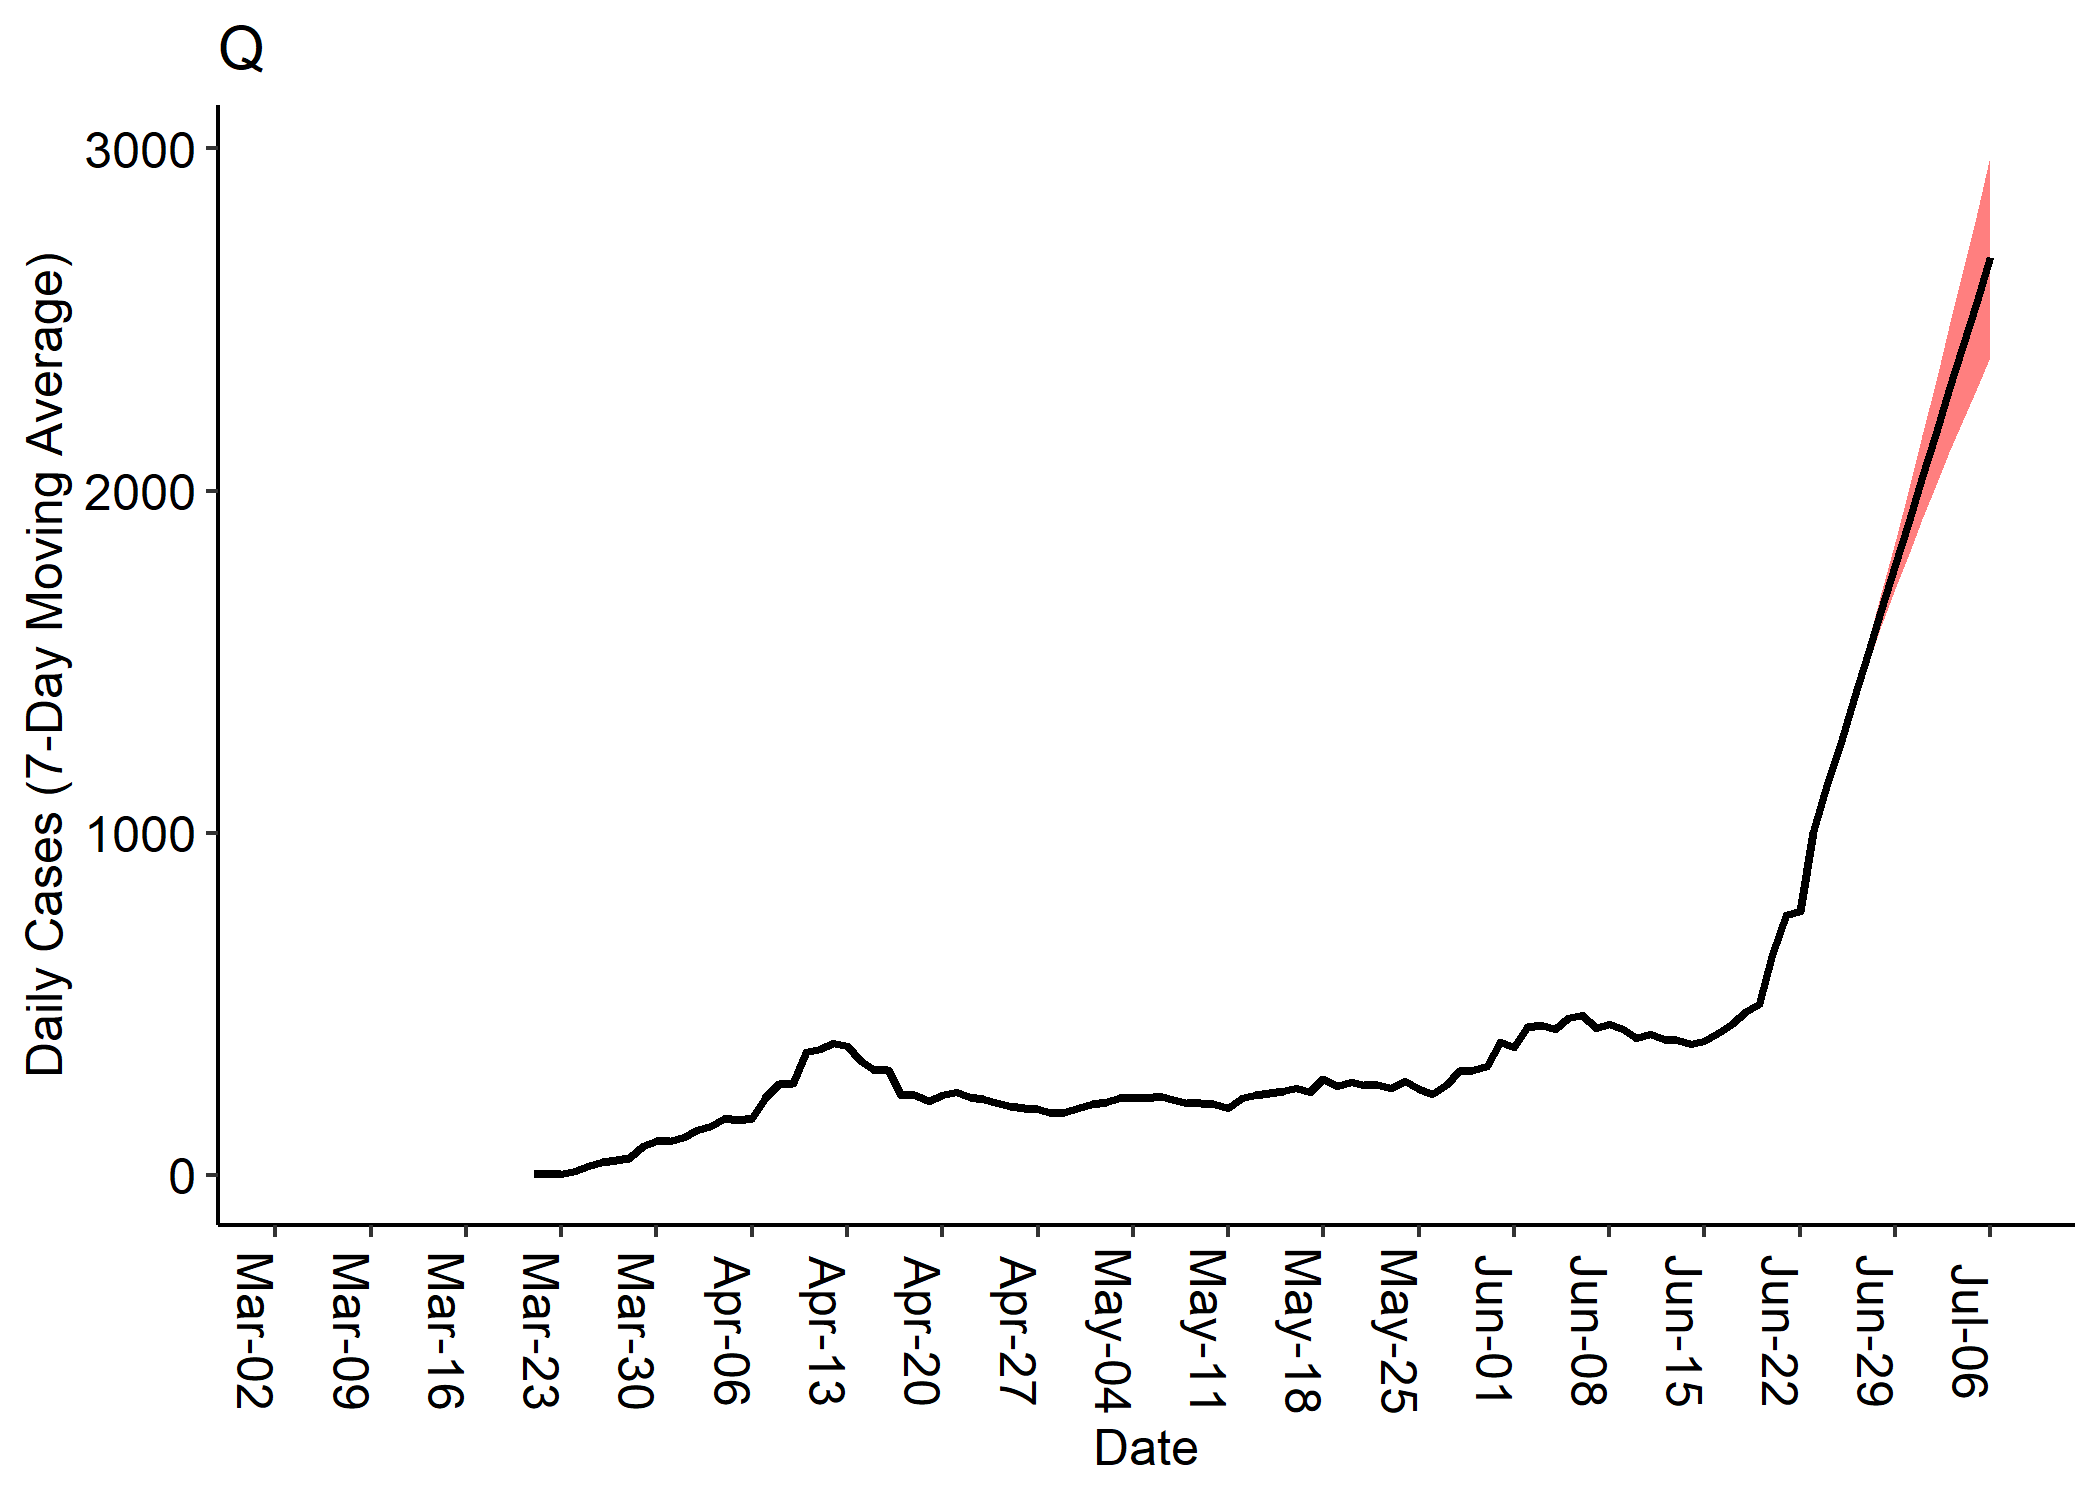 Q
Daily Cases (7-Day Moving Average)
3000
2000
1000
0
Mar-02
Mar-09
Mar-16
Mar-23
Mar-30
Apr-06
Apr-13
Apr-20
Apr-27
May-04
May-11
May-18
May-25
Jun-01
Jun-08
Jun-15
Jun-22
Jun-29
Jul-06
Date